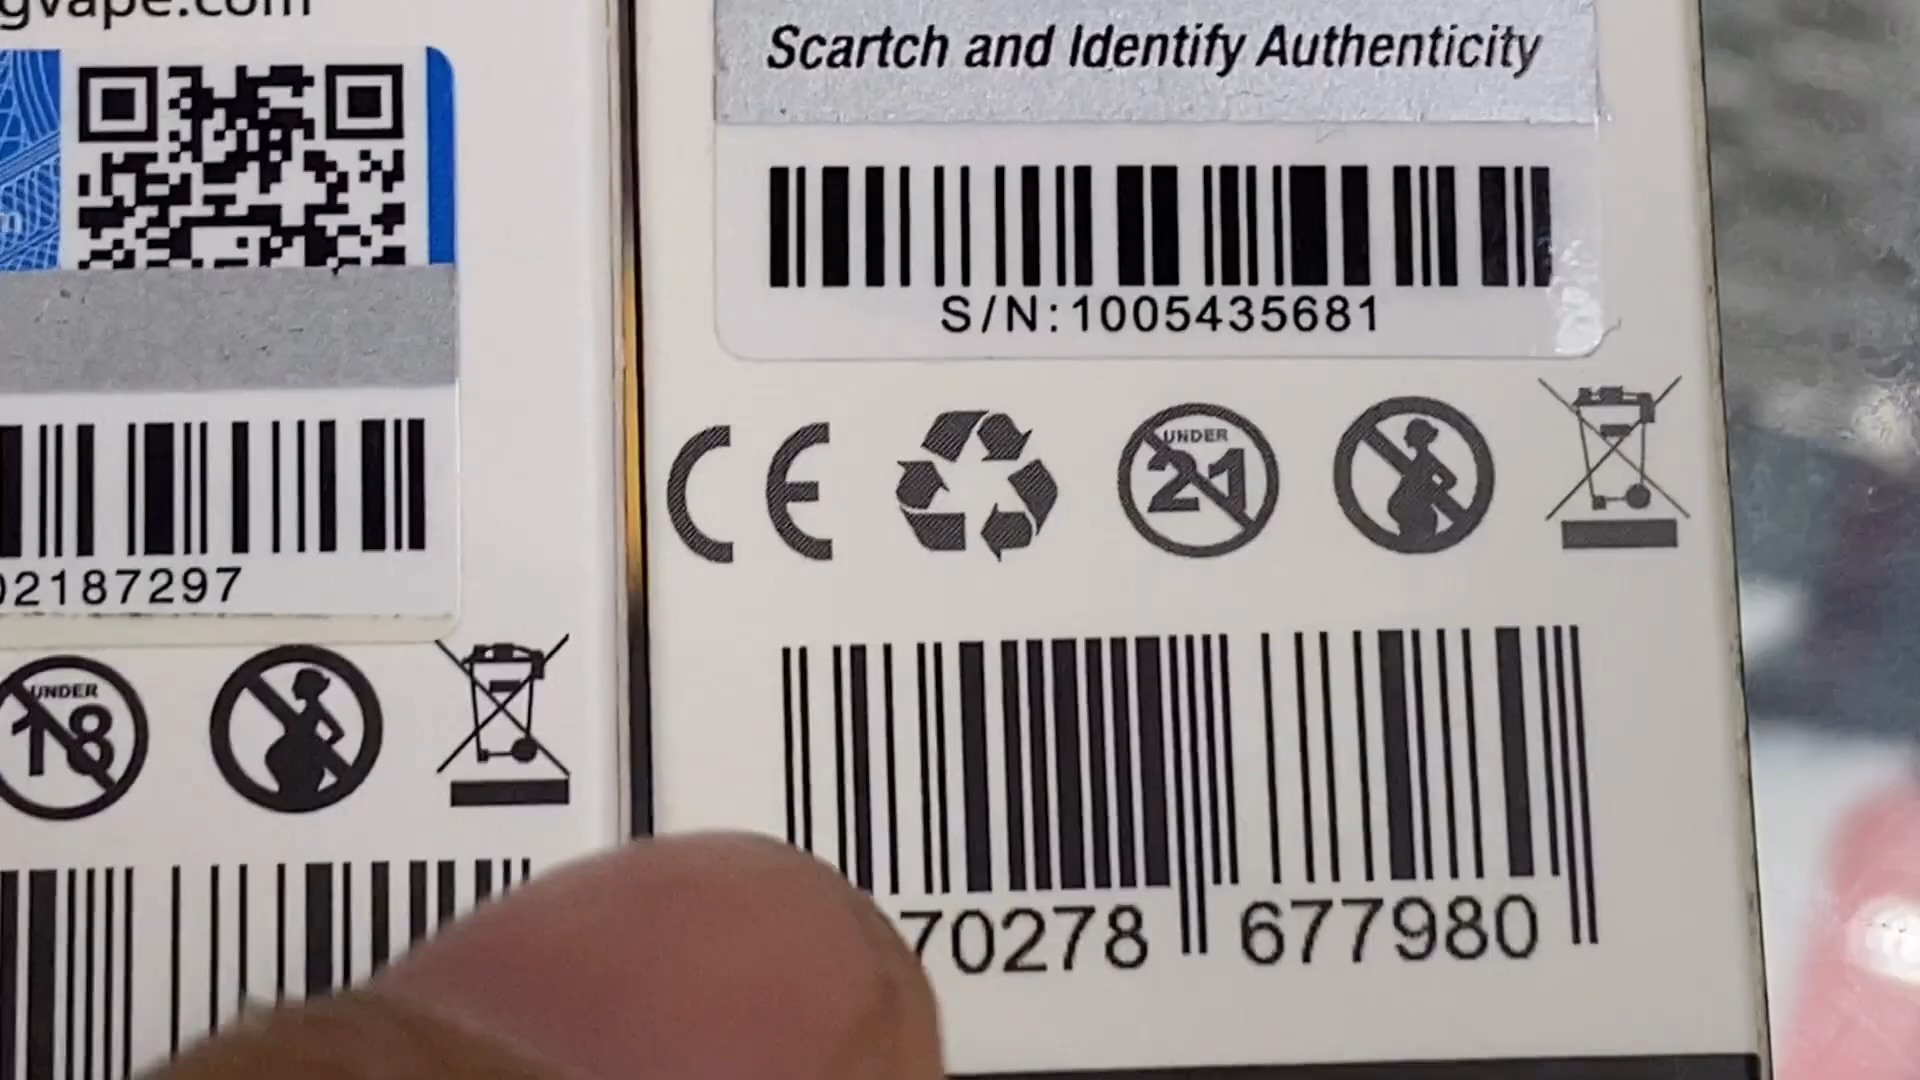 gvape.com
02187297
UNDER
18
Scartch and Identify Authenticity
S/N:1005435681
CE
UNDER
21
70278 677980